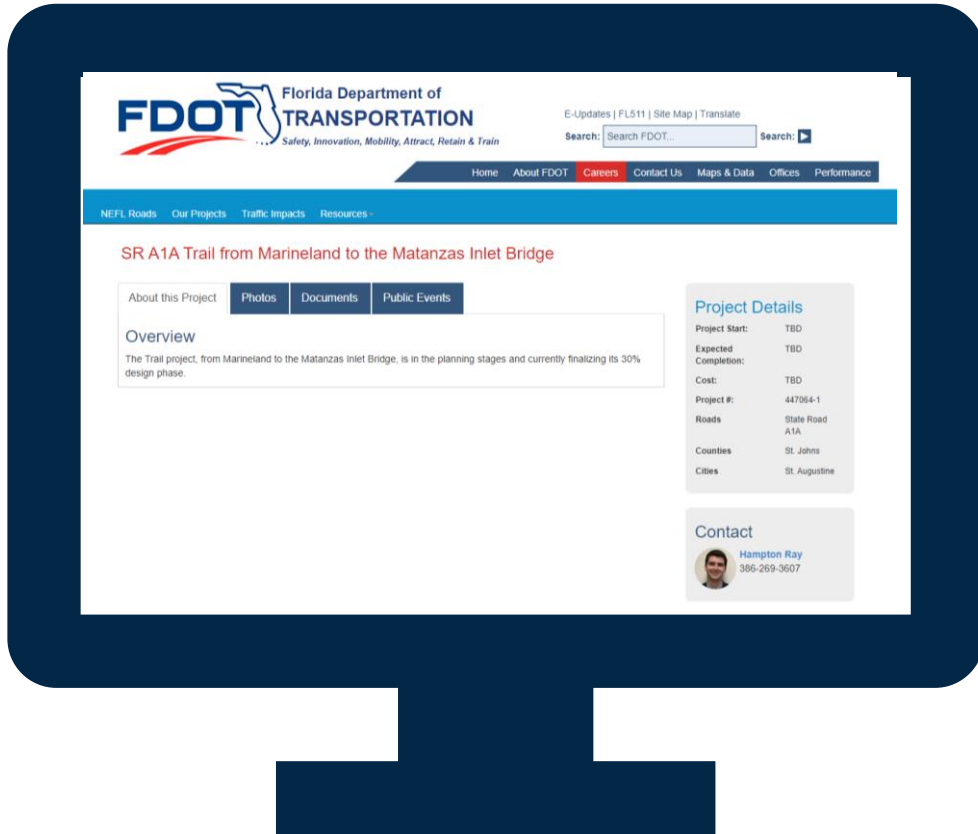 FDOT
Florida Department of
TRANSPORTATION
Safety, Innovation, Mobility, Attract, Retain & Train
E-Updates | FL511 | Site Map | Translate
Search: Search FDOT... Search:
Home About FDOT Careers Contact Us Maps & Data Offices Performance
NEFL Roads Our Projects Traffic Impacts Resources
SR A1A Trail from Marineland to the Matanzas Inlet Bridge
About this Project Photos Documents Public Events
Overview
The Trail project, from Marineland to the Matanzas Inlet Bridge, is in the planning stages and currently finalizing its 30%
design phase.
Project Details
Project Start: TBD
Expected TBD
Completion:
Cost: TBD
Project #: 447064-1
Roads State Road
A1A
Counties St. Johns
Cities St. Augustine
Contact
Hampton Ray
386-269-3607